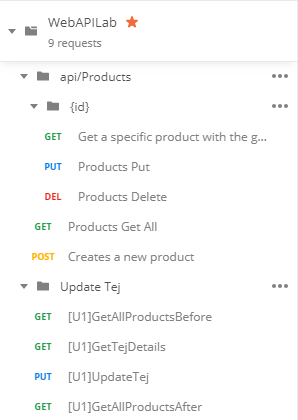 WebAPILab
9 requests
api/Products
{id}
GET Get a specific product with the g...
PUT Products Put
DEL Products Delete
GET Products Get All
POST Creates a new product
Update Tej
GET [U1]GetAllProductsBefore
GET [U1]GetTejDetails
PUT [U1]UpdateTej
GET [U1]GetAllProductsAfter